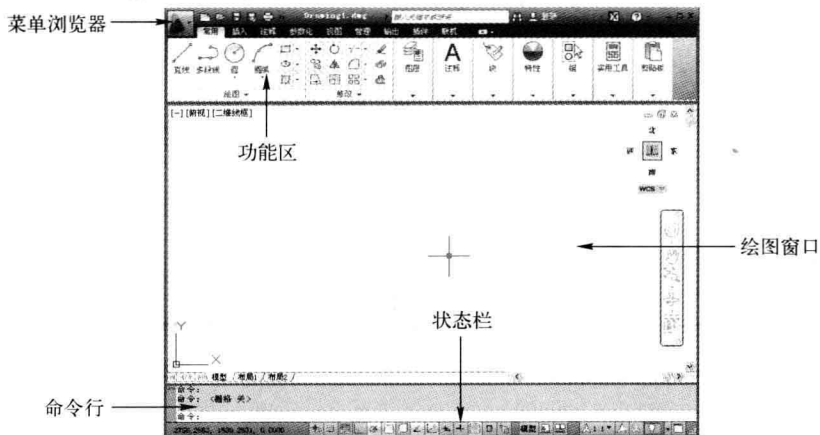 菜单浏览器
Drawing1.dwg
常用 插入 注释 参数化 视图 管理 输出 插件 联机
直线 多段线 圆 圆弧 图层 注释 块 特性 组 实用工具 剪贴板
绘图 修改
[-][俯视][二维线框]
北
西 东
南
WCS
功能区
绘图窗口
状态栏
Y
X
模型 布局1 布局2
命令:
命令: <栅格 关>
命令行
命令:
模型 1:1